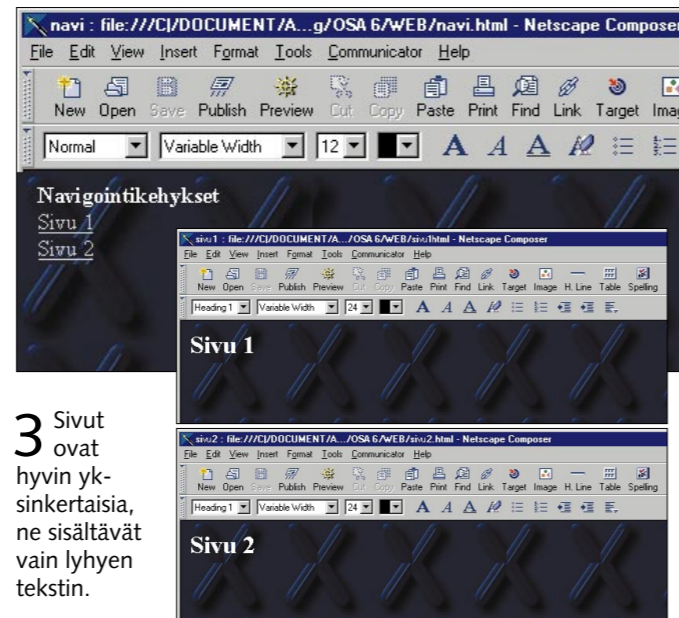 navi : file:///C|/DOCUMENT/A...g/OSA 6/WEB/navi.html - Netscape Composer
File Edit View Insert Format Tools Communicator Help
New Open Save Publish Preview Cut Copy Paste Print Find Link Target Imag
Normal Variable Width 12 A A A
Navigointikehykset
Sivu 1
Sivu 2
sivu1 : file:///C|/DOCUMENT/A.../OSA 6/WEB/sivu1html - Netscape Composer
File Edit View Insert Format Tools Communicator Help
New Open Save Publish Preview Cut Copy Paste Print Find Link Target Image H. Line Table Spelling
Heading 1 Variable Width 24 A A A
Sivu 1
sivu2 : file:///C|/DOCUMENT/A.../OSA 6/WEB/sivu2.html - Netscape Composer
File Edit View Insert Format Tools Communicator Help
New Open Save Publish Preview Cut Copy Paste Print Find Link Target Image H. Line Table Spelling
Heading 1 Variable Width 24 A A A
Sivu 2
3 Sivut
ovat
hyvin yk-
sinkertaisia,
ne sisältävät
vain lyhyen
tekstin.